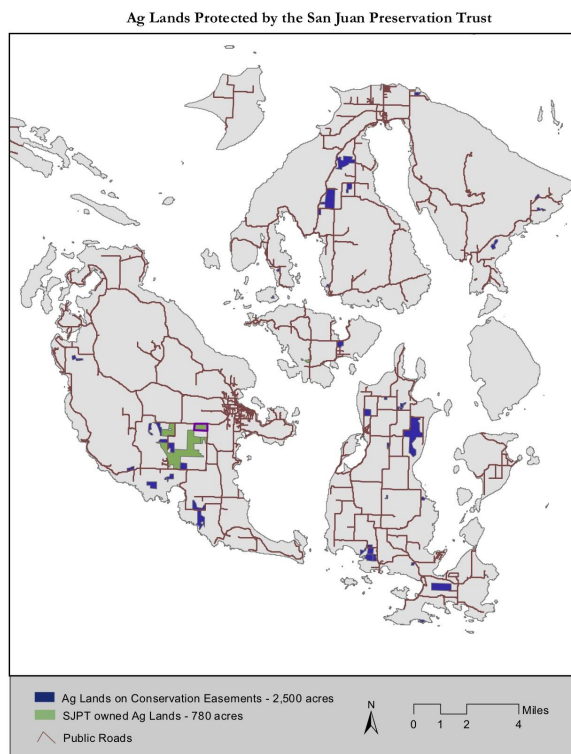 Ag Lands Protected by the San Juan Preservation Trust
Ag Lands on Conservation Easements - 2,500 acres
SJPT owned Ag Lands - 780 acres
Public Roads
N
Miles
0 1 2 4